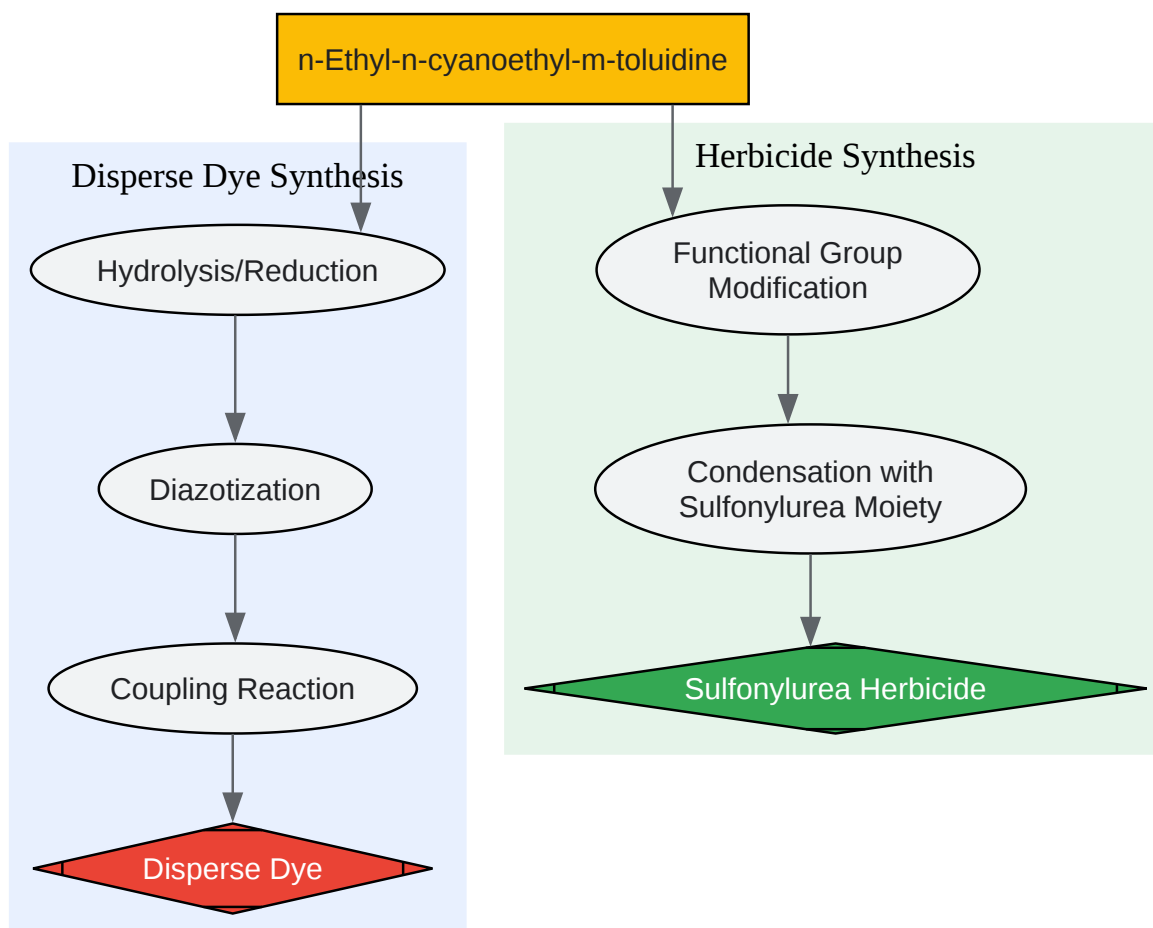 n-Ethyl-n-cyanoethyl-m-toluidine
Disperse Dye Synthesis
Hydrolysis/Reduction
Diazotization
Coupling Reaction
Disperse Dye
Herbicide Synthesis
Functional Group
Modification
Condensation with
Sulfonylurea Moiety
Sulfonylurea Herbicide